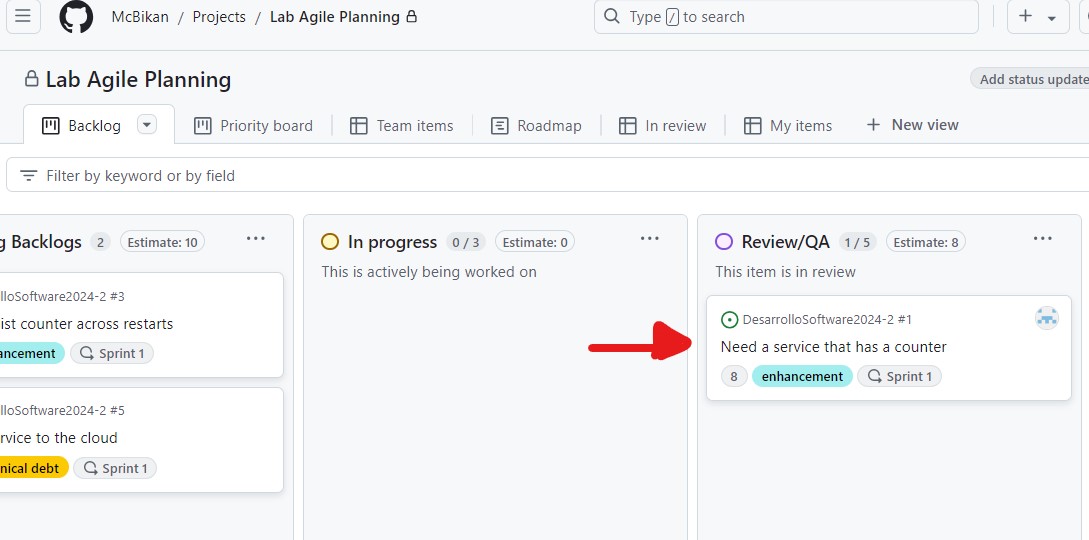 McBikan / Projects / Lab Agile Planning
Type / to search
Lab Agile Planning
Add status update
Backlog
Priority board
Team items
Roadmap
In review
My items
New view
Filter by keyword or by field
g Backlogs 2 Estimate: 10
lloSoftware2024-2 #3
ist counter across restarts
ancement Sprint 1
lloSoftware2024-2 #5
rvice to the cloud
nical debt Sprint 1
In progress 0 / 3 Estimate: 0
This is actively being worked on
Review/QA 1 / 5 Estimate: 8
This item is in review
DesarrolloSoftware2024-2 #1
Need a service that has a counter
8 enhancement Sprint 1